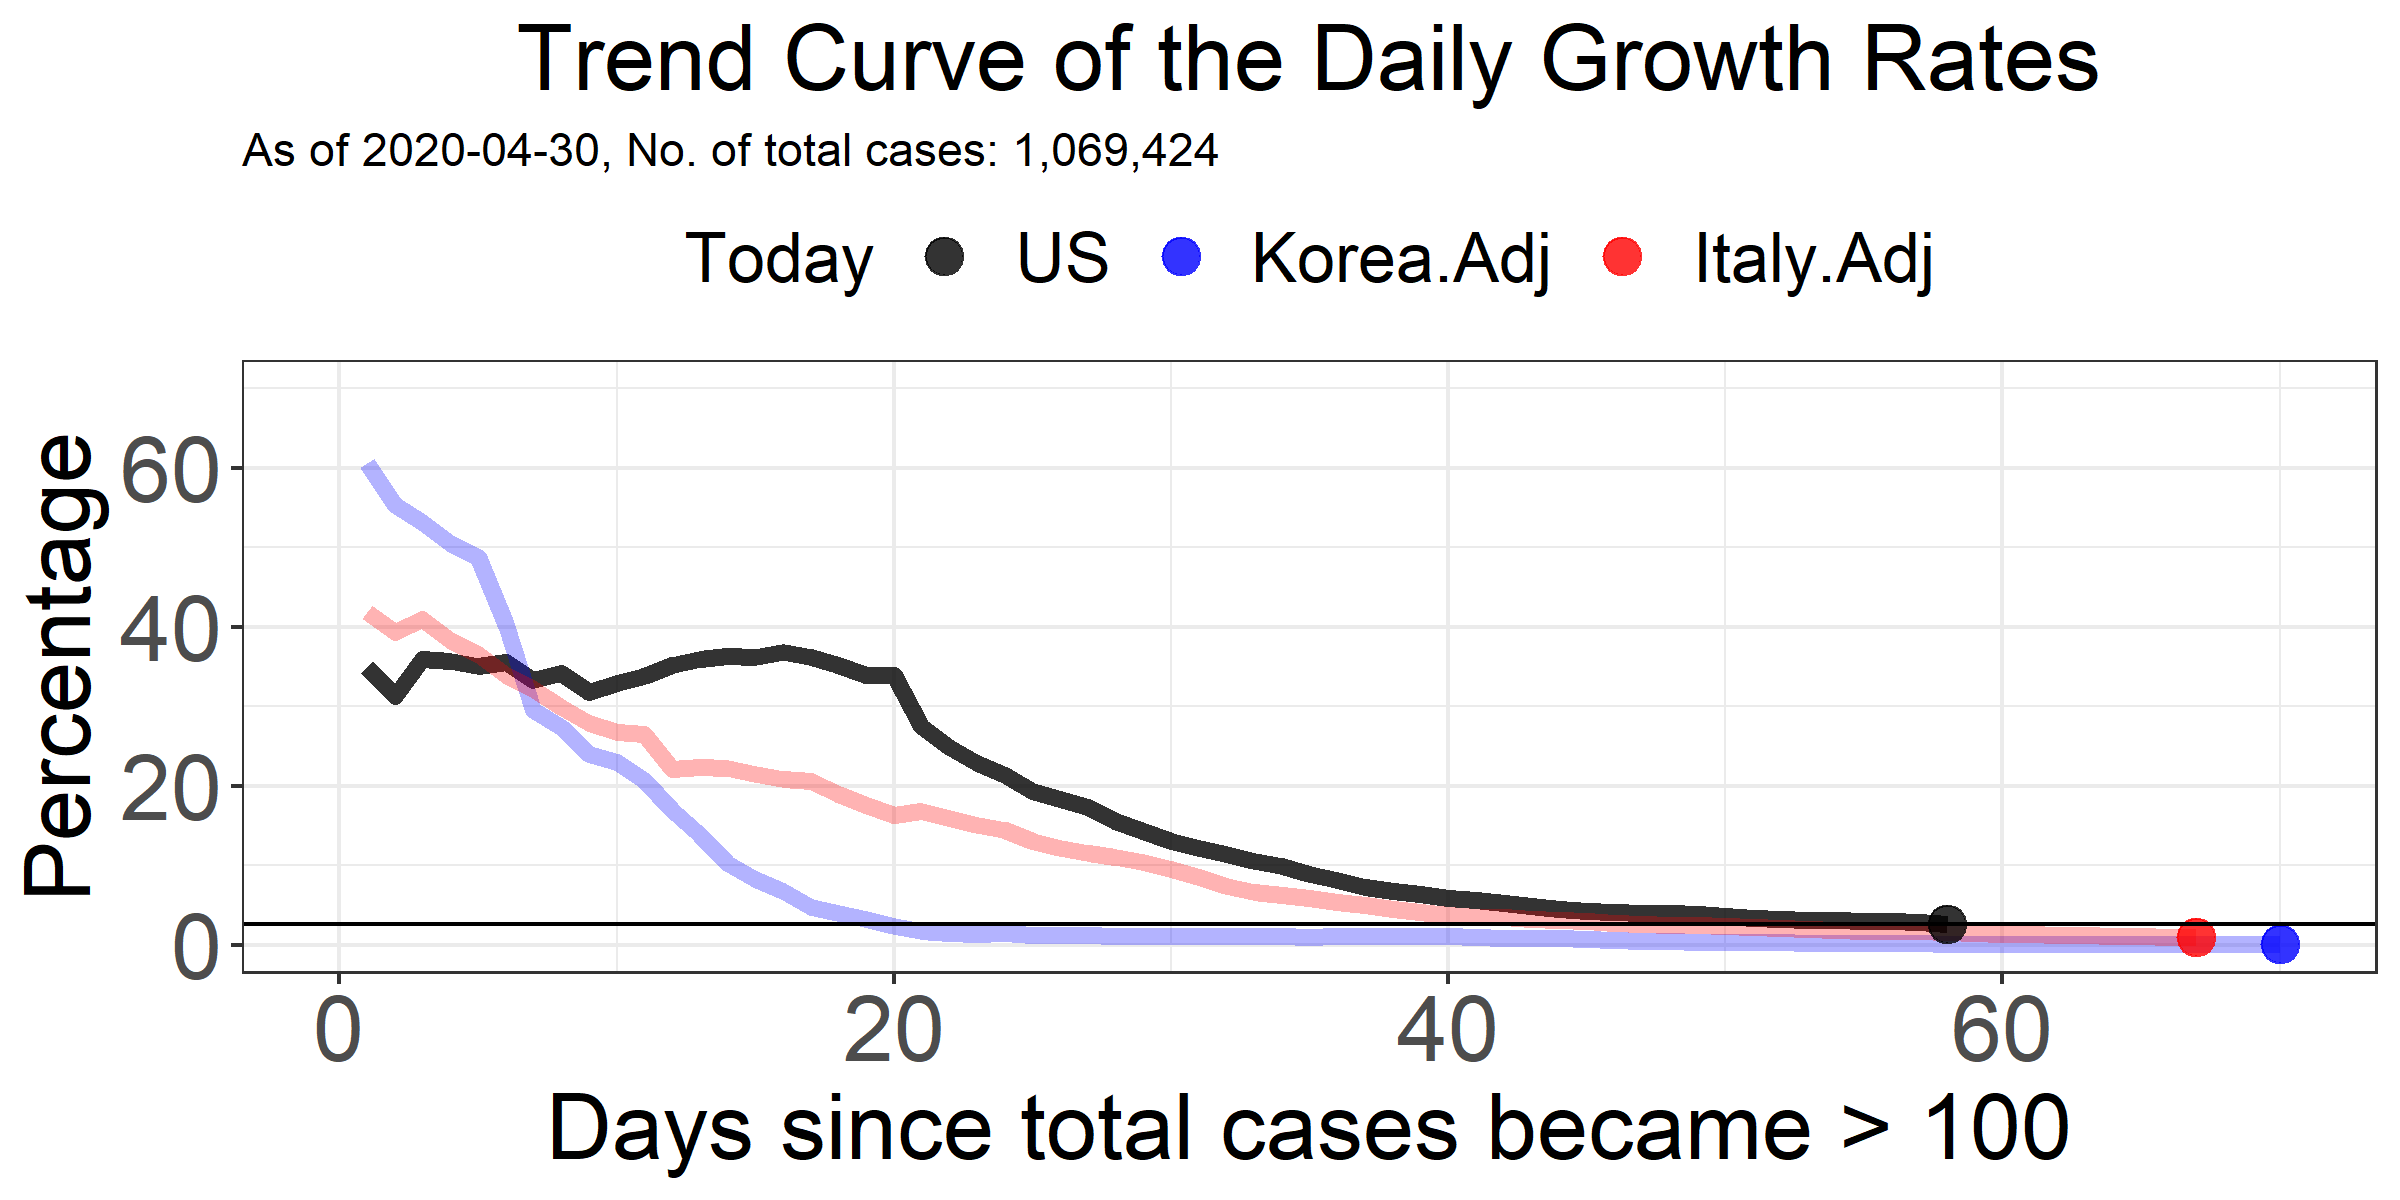 Trend Curve of the Daily Growth Rates
As of 2020-04-30, No. of total cases: 1,069,424
Today US Korea.Adj Italy.Adj
Percentage
60
40
20
0
0 20 40 60
Days since total cases became > 100